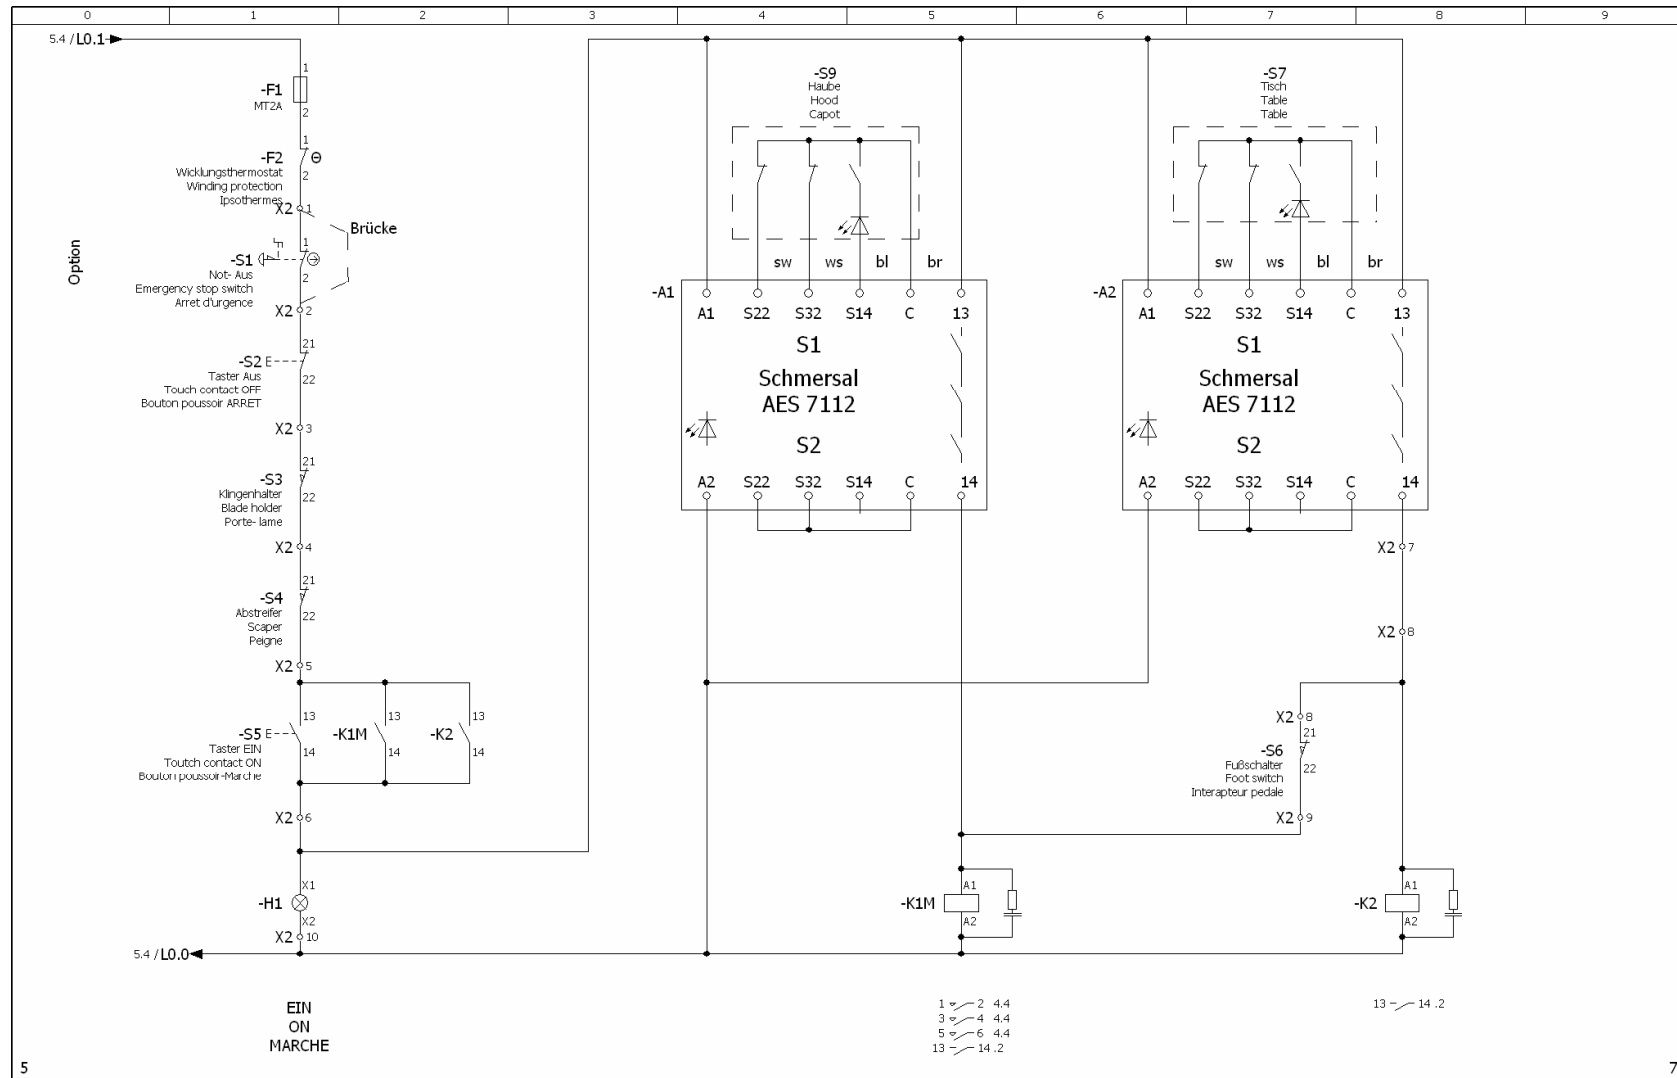 0 1 2 3 4 5 6 7 8 9
5.4 / L0.1
1
-F1
MT2A
2
1
-F2
Wicklungsthermostat
2
Winding protection
Ipsothermes
X2 1
Brücke
Option
1
-S1
Not- Aus
2
Emergency stop switch
Arret d'urgence
X2 2
21
-S2 E
Taster Aus
22
Touch contact OFF
Bouton poussoir ARRET
X2 3
21
-S3
Klingenhalter
22
Blade holder
Porte- lame
X2 4
21
-S4
Abstreifer
22
Scaper
Peigne
X2 5
13 13 13
-S5 E -K1M -K2
Taster EIN
14 14 14
Toutch contact ON
Bouton poussoir-Marche
X2 6
X1
-H1
X2
X2 10
5.4 / L0.0
EIN
ON
MARCHE
-S9
Haube
Hood
Capot
sw ws bl br
-A1
A1 S22 S32 S14 C 13
S1
Schmersal
AES 7112
S2
A2 S22 S32 S14 C 14
-S7
Tisch
Table
Table
sw ws bl br
-A2
A1 S22 S32 S14 C 13
S1
Schmersal
AES 7112
S2
A2 S22 S32 S14 C 14
X2 7
X2 8
X2 8
21
-S6
Fußschalter
22
Foot switch
Interapteur pedale
X2 9
A1
-K1M
A2
A1
-K2
A2
1 2 4.4
3 4 4.4
5 6 4.4
13 14 .2
13 14 .2
5
7